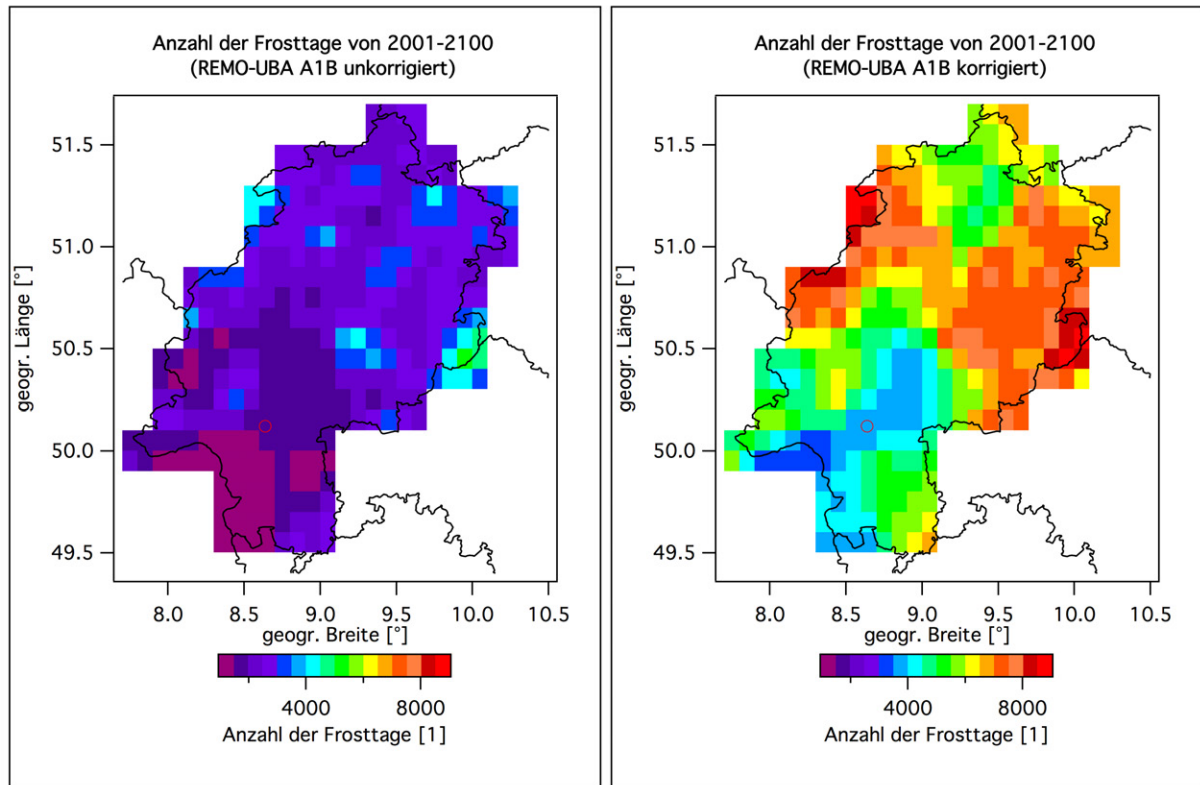 Anzahl der Frosttage von 2001-2100
(REMO-UBA A1B unkorrigiert)
51.5
51.0
50.5
50.0
49.5
geogr. Länge [°]
8.0 8.5 9.0 9.5 10.0 10.5
geogr. Breite [°]
4000 8000
Anzahl der Frosttage [1]
Anzahl der Frosttage von 2001-2100
(REMO-UBA A1B korrigiert)
51.5
51.0
50.5
50.0
49.5
geogr. Länge [°]
8.0 8.5 9.0 9.5 10.0 10.5
geogr. Breite [°]
4000 8000
Anzahl der Frosttage [1]